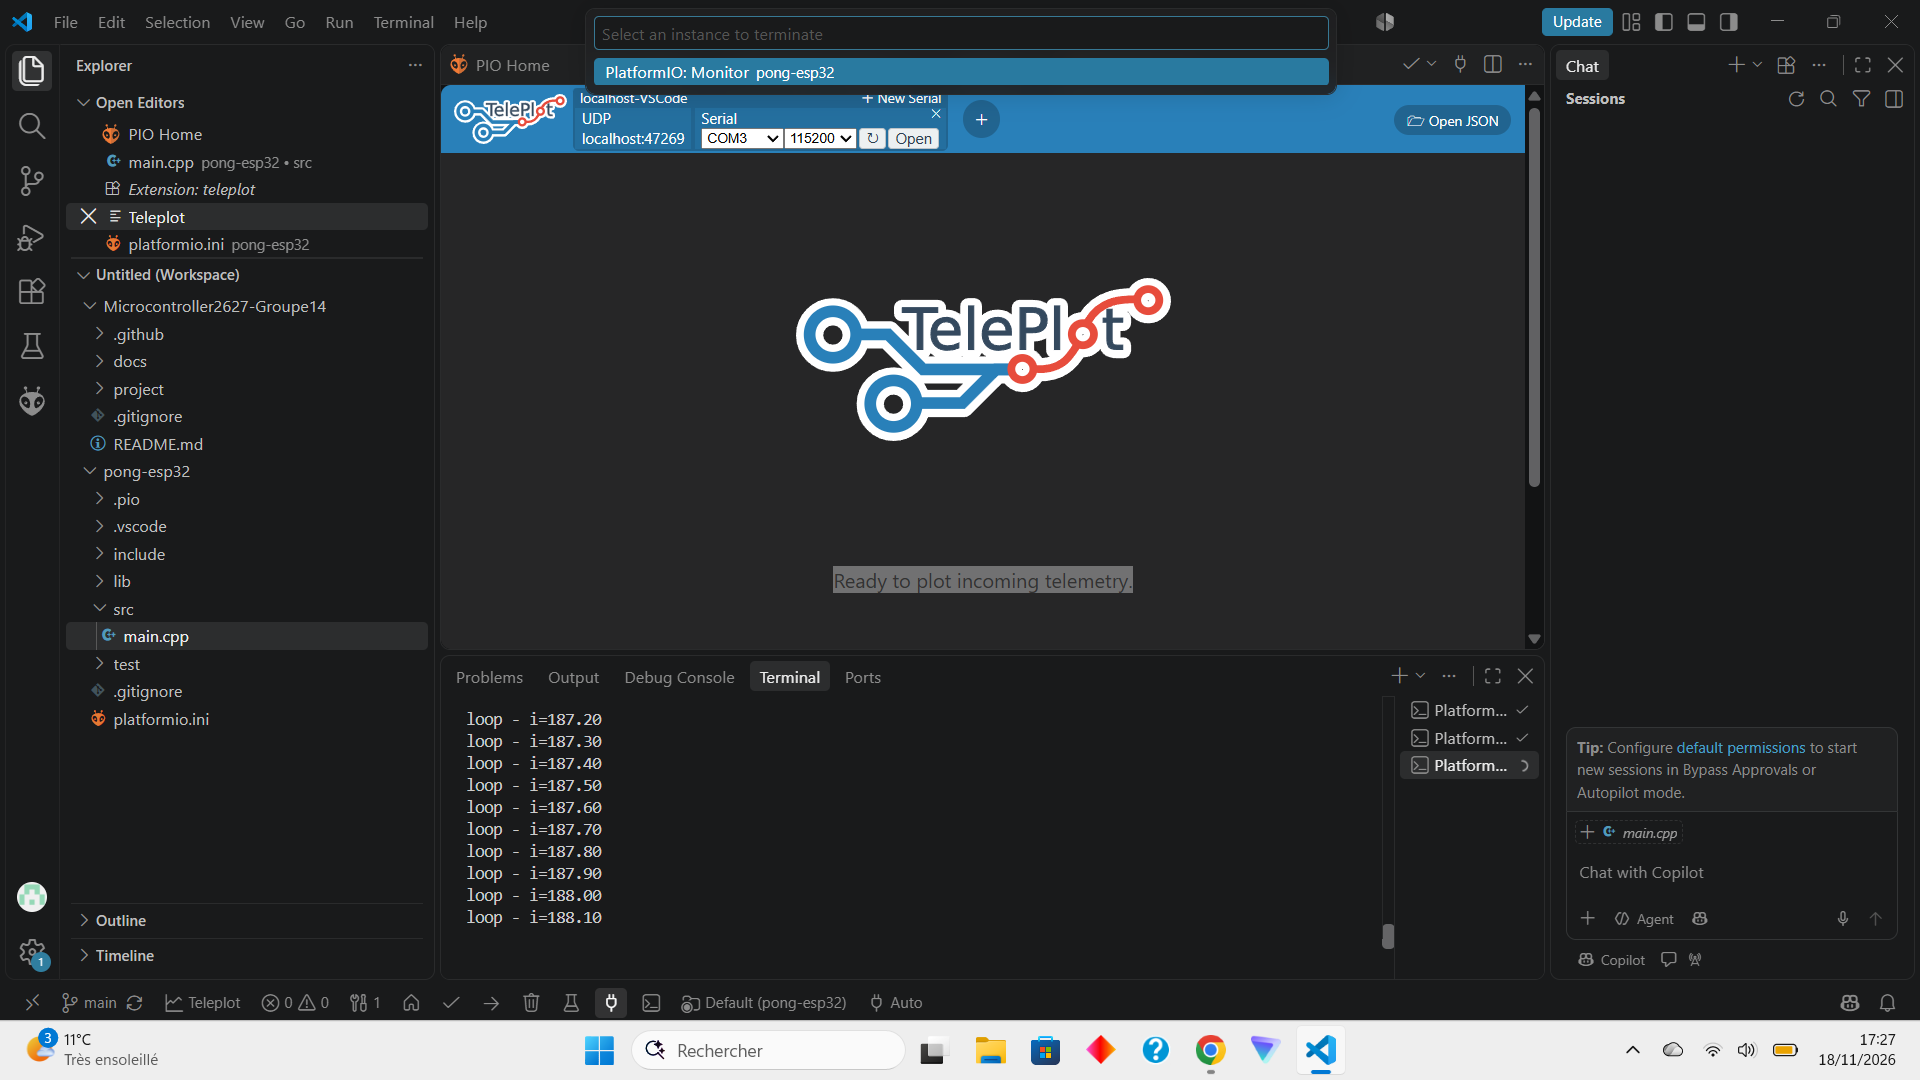 File Edit Selection View Go Run Terminal Help
Select an instance to terminate
PlatformIO: Monitor pong-esp32
Update
Explorer
Open Editors
PIO Home
main.cpp pong-esp32 • src
Extension: teleplot
Teleplot
platformio.ini pong-esp32
Untitled (Workspace)
Microcontroller2627-Groupe14
.github
docs
project
.gitignore
README.md
pong-esp32
.pio
.vscode
include
lib
src
main.cpp
test
.gitignore
platformio.ini
Outline
Timeline
1
PIO Home
TelePlot
localhost-VSCode
UDP
localhost:47269
+ New Serial
Serial
COM3 115200 Open
Open JSON
TelePlot
Ready to plot incoming telemetry.
Problems Output Debug Console Terminal Ports
loop - i=187.20
loop - i=187.30
loop - i=187.40
loop - i=187.50
loop - i=187.60
loop - i=187.70
loop - i=187.80
loop - i=187.90
loop - i=188.00
loop - i=188.10
Platform...
Platform...
Platform...
Chat
Sessions
Tip: Configure default permissions to start
new sessions in Bypass Approvals or
Autopilot mode.
main.cpp
Chat with Copilot
Agent
Copilot
main Teleplot 0 0 1 Default (pong-esp32) Auto
3
11°C
Très ensoleillé
Rechercher
17:27
18/11/2026